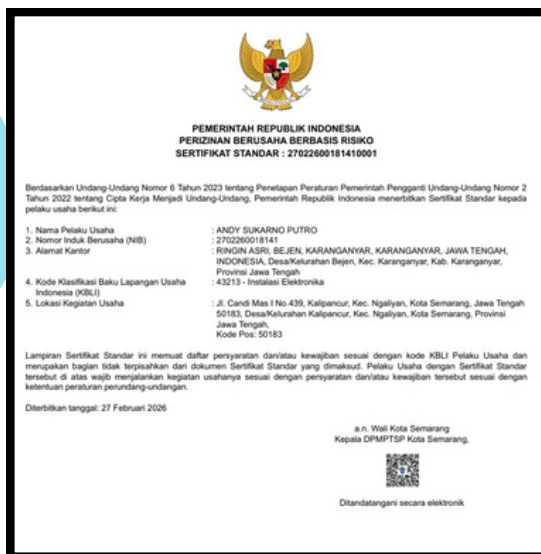 PEMERINTAH REPUBLIK INDONESIA
PERIZINAN BERUSAHA BERBASIS RISIKO
SERTIFIKAT STANDAR : 27022600181410001
Berdasarkan Undang-Undang Nomor 6 Tahun 2023 tentang Penetapan Peraturan Pemerintah Pengganti Undang-Undang Nomor 2
Tahun 2022 tentang Cipta Kerja Menjadi Undang-Undang, Pemerintah Republik Indonesia menerbitkan Sertifikat Standar kepada
pelaku usaha berikut ini:
1. Nama Pelaku Usaha : ANDY SUKARNO PUTRO
2. Nomor Induk Berusaha (NIB) : 2702260018141
3. Alamat Kantor : RINGIN ASRI, BEJEN, KARANGANYAR, KARANGANYAR, JAWA TENGAH,
INDONESIA, Desa/Kelurahan Bejen, Kec. Karanganyar, Kab. Karanganyar,
Provinsi Jawa Tengah
4. Kode Klasifikasi Baku Lapangan Usaha : 43213 - Instalasi Elektronika
Indonesia (KBLI)
5. Lokasi Kegiatan Usaha : Jl. Candi Mas I No.439, Kalipancur, Kec. Ngaliyan, Kota Semarang, Jawa Tengah
50183, Desa/Kelurahan Kalipancur, Kec. Ngaliyan, Kota Semarang, Provinsi
Jawa Tengah,
Kode Pos: 50183
Lampiran Sertifikat Standar ini memuat daftar persyaratan dan/atau kewajiban sesuai dengan kode KBLI Pelaku Usaha dan
merupakan bagian tidak terpisahkan dari dokumen Sertifikat Standar yang dimaksud. Pelaku Usaha dengan Sertifikat Standar
tersebut di atas wajib menjalankan kegiatan usahanya sesuai dengan persyaratan dan/atau kewajiban tersebut sesuai dengan
ketentuan peraturan perundang-undangan.
Diterbitkan tanggal: 27 Februari 2026
a.n. Wali Kota Semarang
Kepala DPMPTSP Kota Semarang,
Ditandatangani secara elektronik